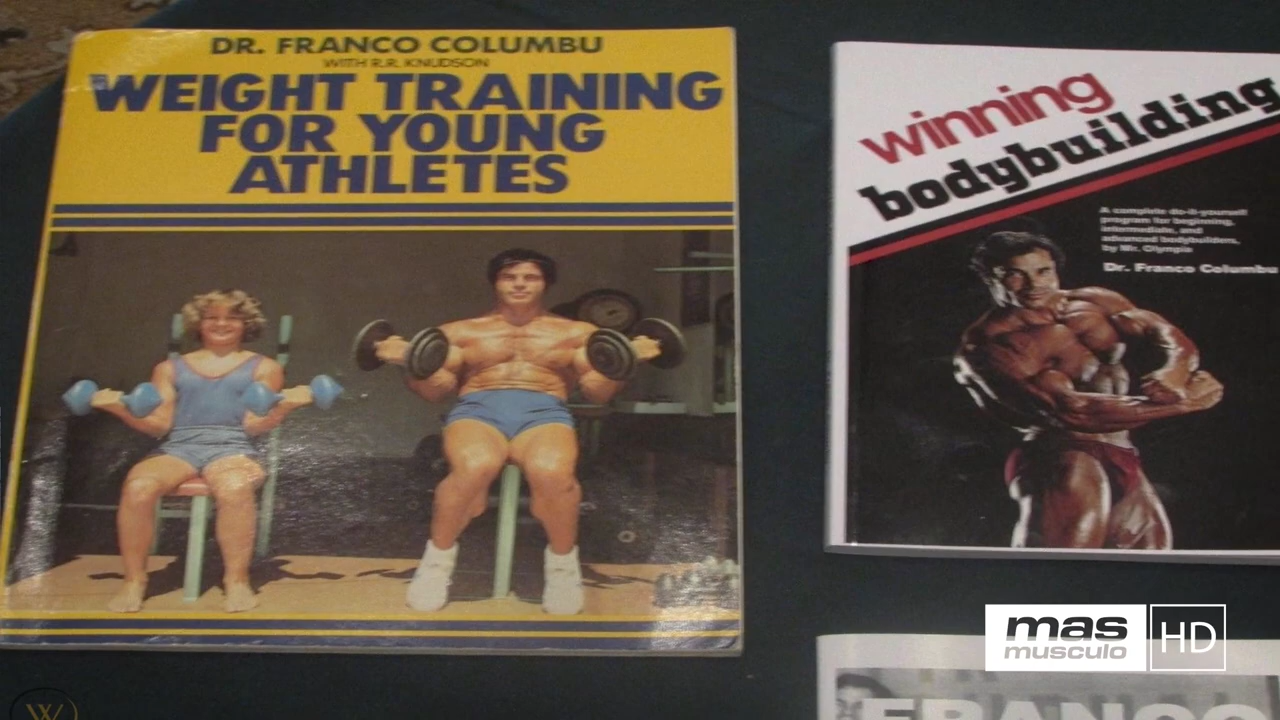 DR. FRANCO COLUMBU
WITH R.R. KNUDSON
WEIGHT TRAINING
FOR YOUNG
ATHLETES
winning
bodybuilding
A complete do-it-yourself
program for beginning,
intermediate, and
advanced bodybuilders,
by Mr. Olympia
Dr. Franco Columbu
mas
musculo
HD
FRANCO
W